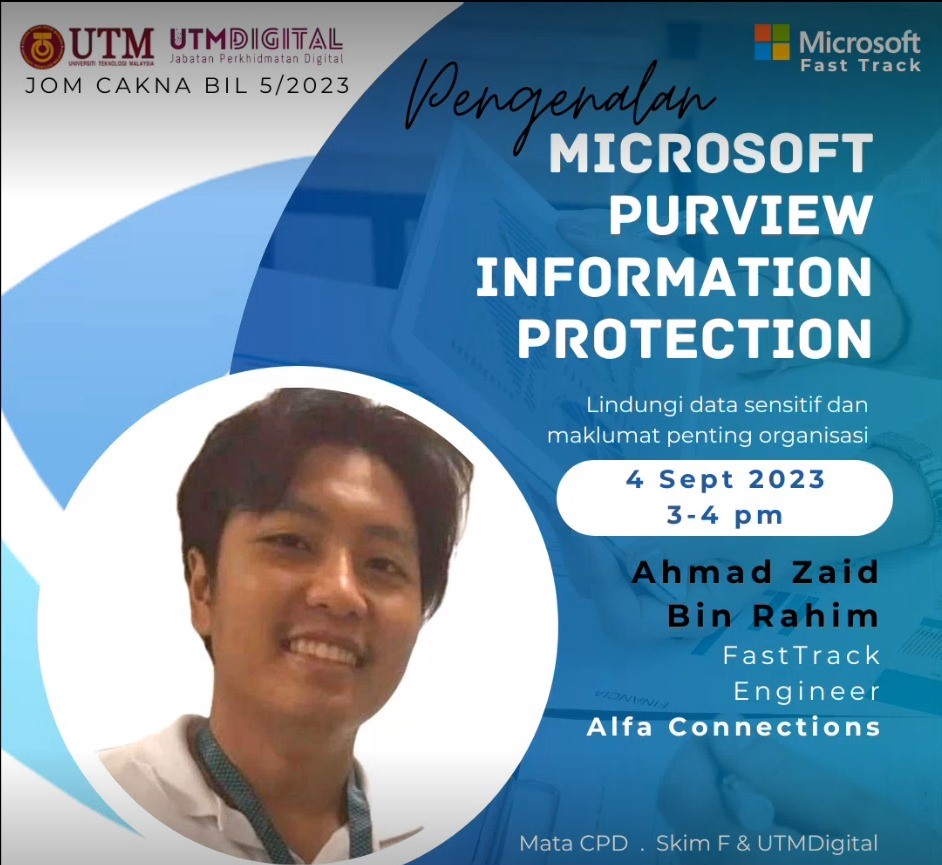 UTM
UNIVERSITI TEKNOLOGI MALAYSIA
UTMDIGITAL
Jabatan Perkhidmatan Digital
JOM CAKNA BIL 5/2023
Microsoft
Fast Track
Pengenalan
MICROSOFT
PURVIEW
INFORMATION
PROTECTION
Lindungi data sensitif dan
maklumat penting organisasi
4 Sept 2023
3-4 pm
Ahmad Zaid
Bin Rahim
FastTrack
Engineer
Alfa Connections
FINANCIA
Mata CPD . Skim F & UTMDigital